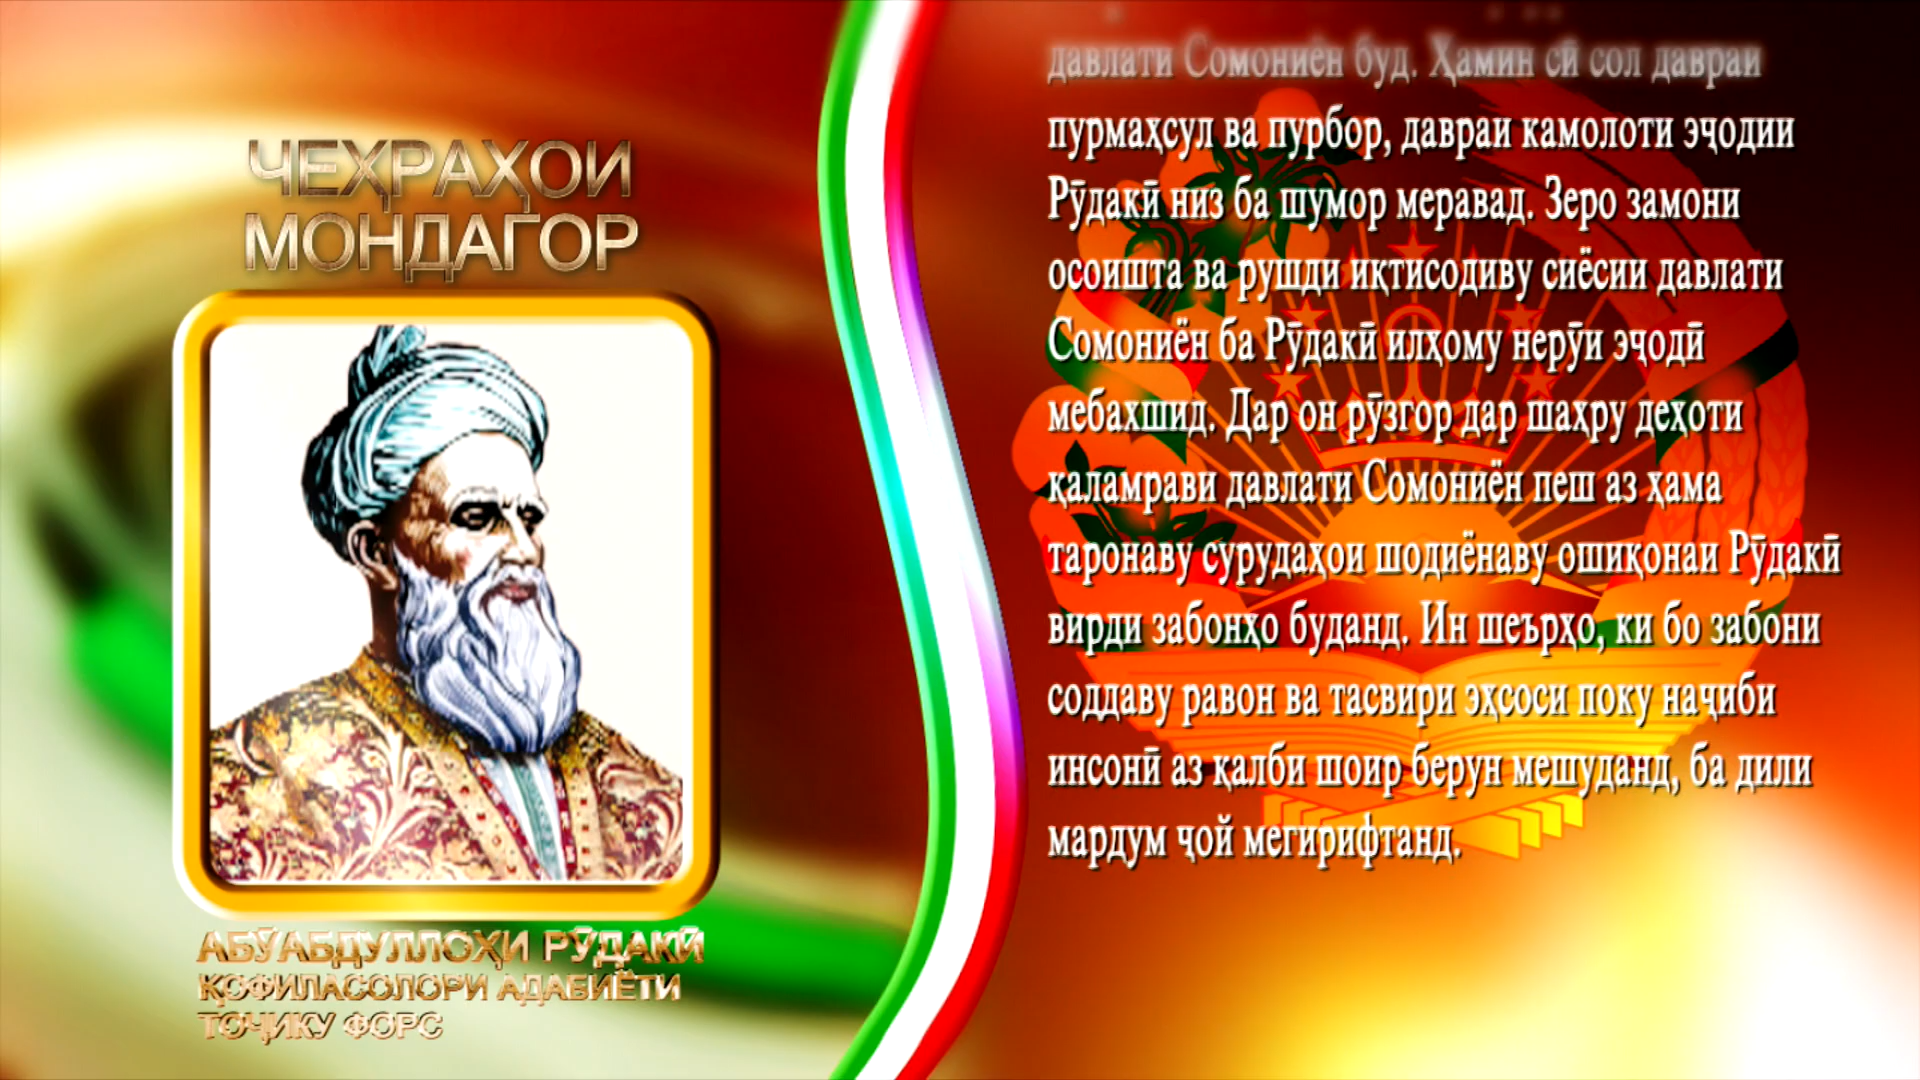 ЧЕҲРАҲОИ
МОНДАГОР
АБӮАБДУЛЛОҲИ РӮДАКӢ
ҚОФИЛАСОЛОРИ АДАБИЁТИ
ТОҶИКУ ФОРС
давлати Сомониён буд. Ҳамин сӣ сол давраи
пурмаҳсул ва пурбор, давраи камолоти эҷодии
Рӯдакӣ низ ба шумор меравад. Зеро замони
осоишта ва рушди иқтисодиву сиёсии давлати
Сомониён ба Рӯдакӣ илҳому нерӯи эҷодӣ
мебахшид. Дар он рӯзгор дар шаҳру деҳоти
қаламрави давлати Сомониён пеш аз ҳама
таронаву сурудаҳои шодиёнаву ошиқонаи Рӯдакӣ
вирди забонҳо буданд. Ин шеърҳо, ки бо забони
соддаву равон ва тасвири эҳсоси поку наҷиби
инсонӣ аз қалби шоир берун мешуданд, ба дили
мардум ҷой мегирифтанд.